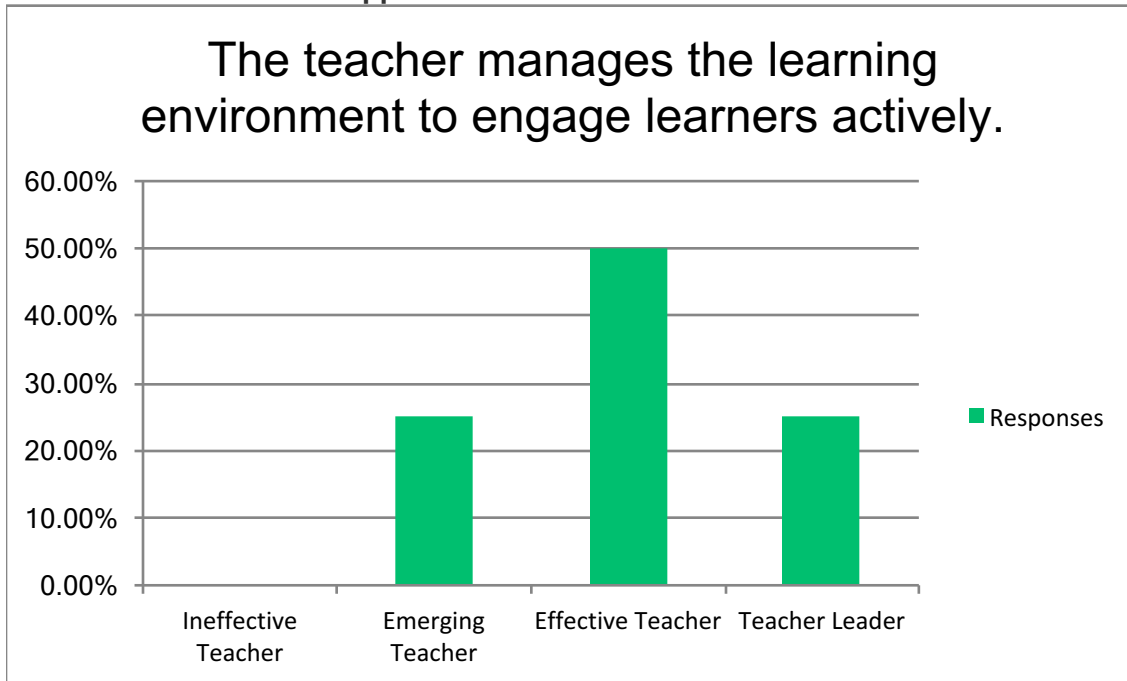 The teacher manages the learning
environment to engage learners actively.
60.00%
50.00%
40.00%
30.00%
20.00%
10.00%
0.00%
Ineffective
Teacher
Emerging
Teacher
Effective Teacher
Teacher Leader
Responses